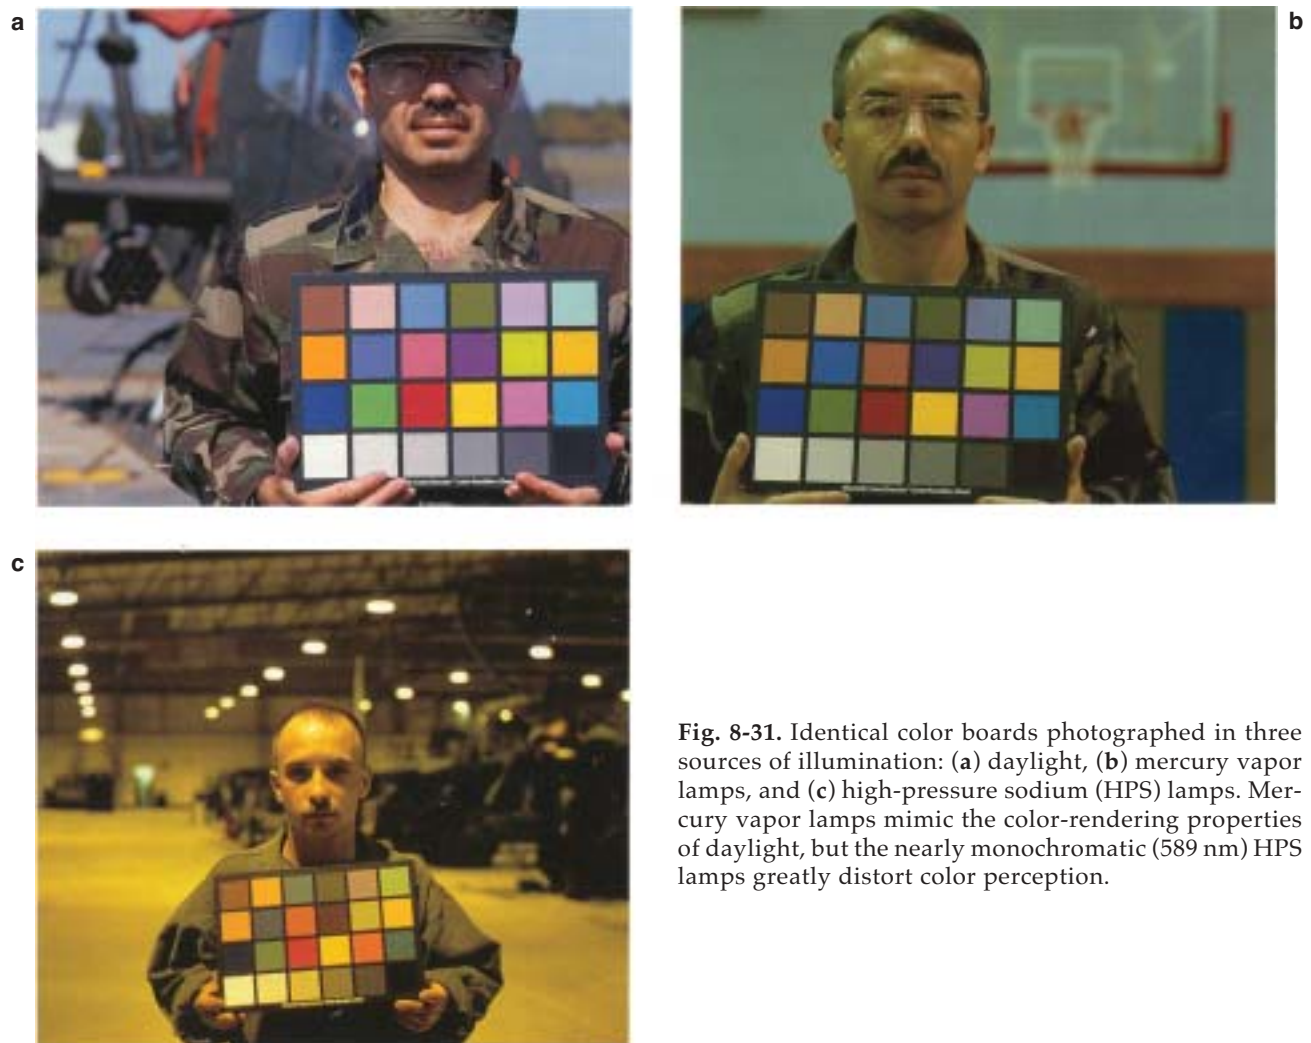 a
b
c
Fig. 8-31. Identical color boards photographed in three
sources of illumination: (a) daylight, (b) mercury vapor
lamps, and (c) high-pressure sodium (HPS) lamps. Mer-
cury vapor lamps mimic the color-rendering properties
of daylight, but the nearly monochromatic (589 nm) HPS
lamps greatly distort color perception.